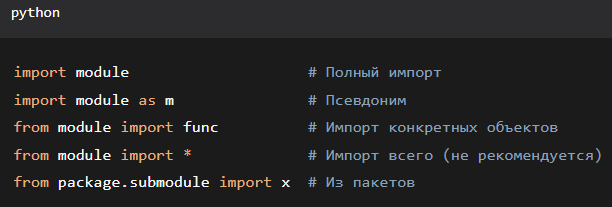 python
import module # Полный импорт
import module as m # Псевдоним
from module import func # Импорт конкретных объектов
from module import * # Импорт всего (не рекомендуется)
from package.submodule import x # Из пакетов